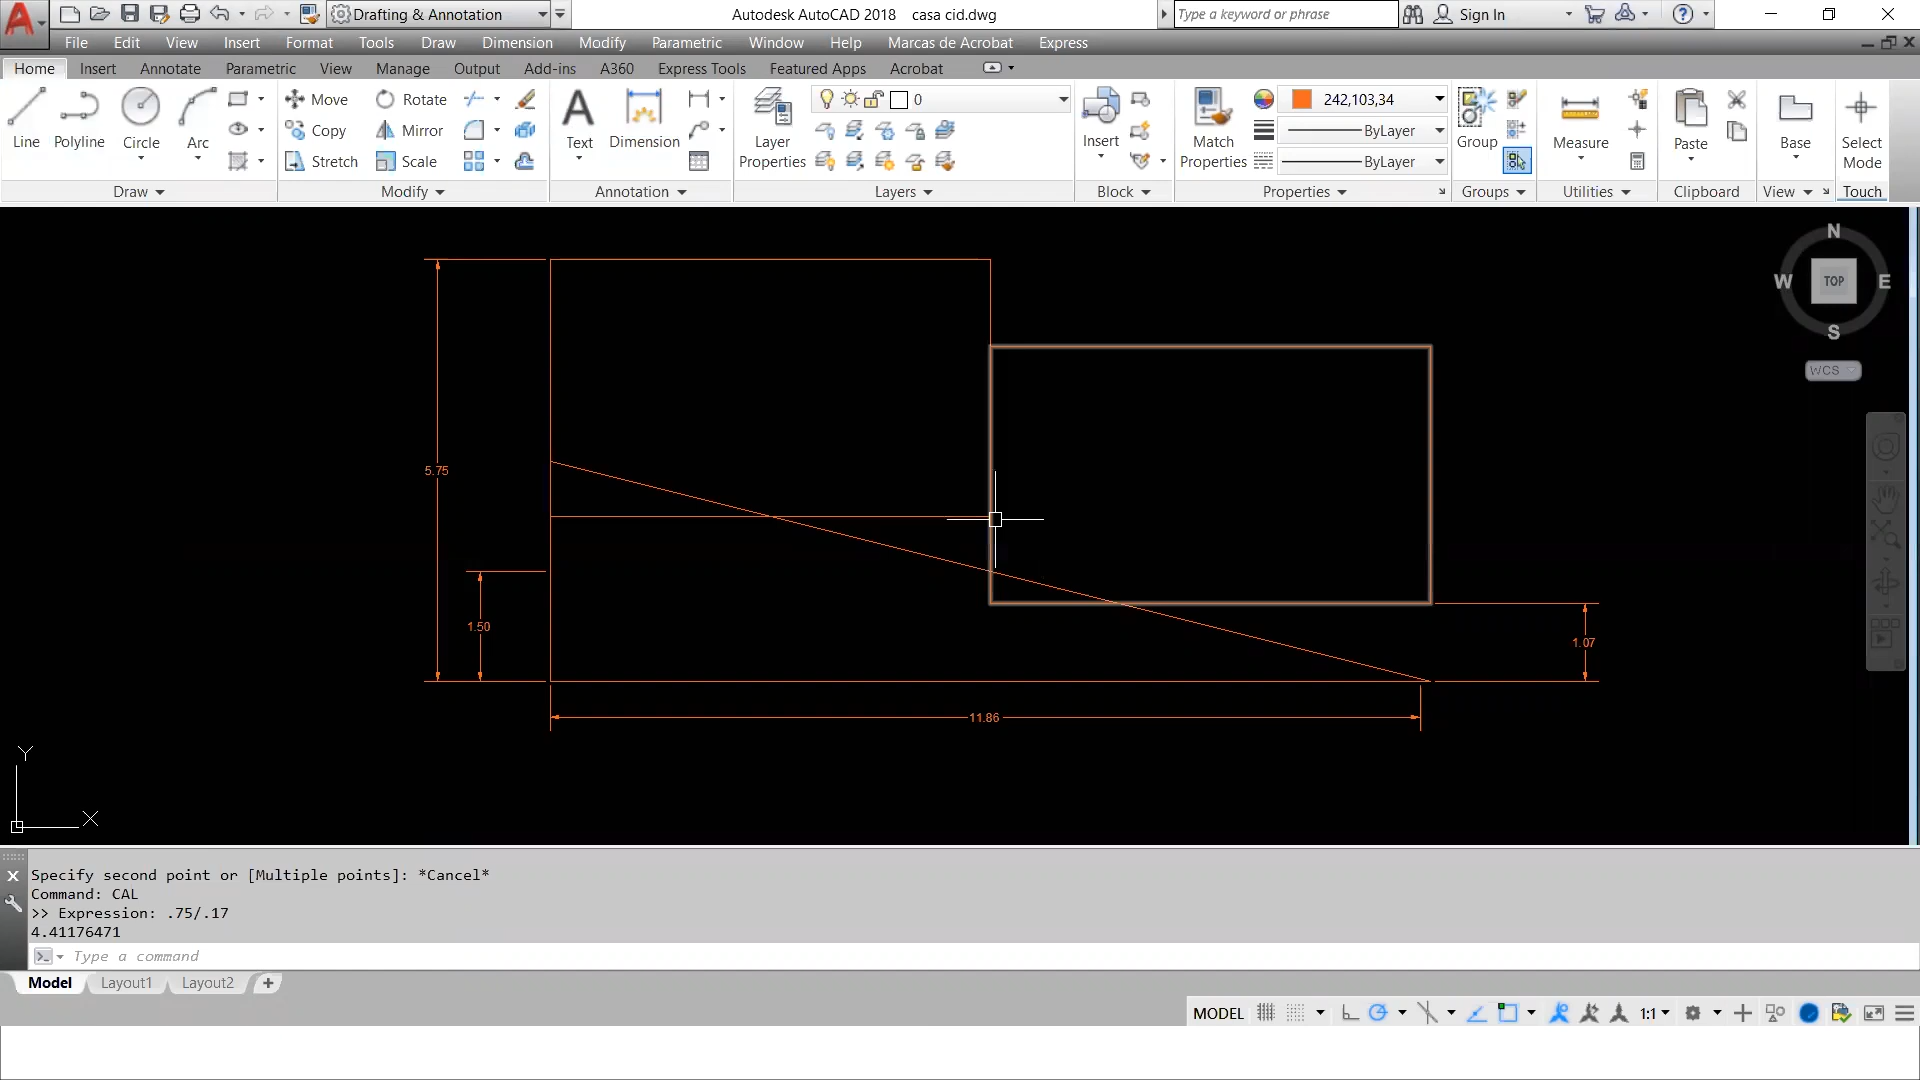 Drafting & Annotation
Autodesk AutoCAD 2018 casa cid.dwg
Type a keyword or phrase
Sign In
File Edit View Insert Format Tools Draw Dimension Modify Parametric Window Help Marcas de Acrobat Express
Home Insert Annotate Parametric View Manage Output Add-ins A360 Express Tools Featured Apps Acrobat
Line
Polyline
Circle
Arc
Draw
Move
Rotate
Copy
Mirror
Stretch
Scale
Modify
Text
Dimension
Annotation
Layer
Properties
0
Layers
Insert
Block
Match
Properties
242,103,34
ByLayer
ByLayer
Properties
Group
Groups
Measure
Utilities
Paste
Clipboard
Base
View
Select
Mode
Touch
N
W
TOP
E
S
WCS
5.75
1.50
1.07
11.86
Y
X
Specify second point or [Multiple points]: *Cancel*
Command: CAL
>> Expression: .75/.17
4.41176471
Type a command
Model Layout1 Layout2
MODEL
1:1